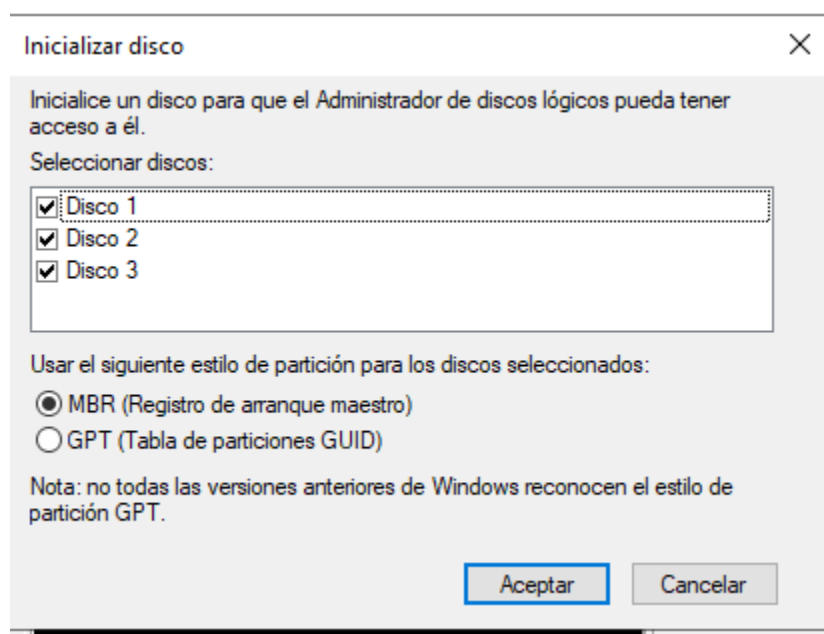 Inicializar disco
Inicialice un disco para que el Administrador de discos lógicos pueda tener
acceso a él.
Seleccionar discos:
Disco 1
Disco 2
Disco 3
Usar el siguiente estilo de partición para los discos seleccionados:
MBR (Registro de arranque maestro)
GPT (Tabla de particiones GUID)
Nota: no todas las versiones anteriores de Windows reconocen el estilo de
partición GPT.
Aceptar Cancelar